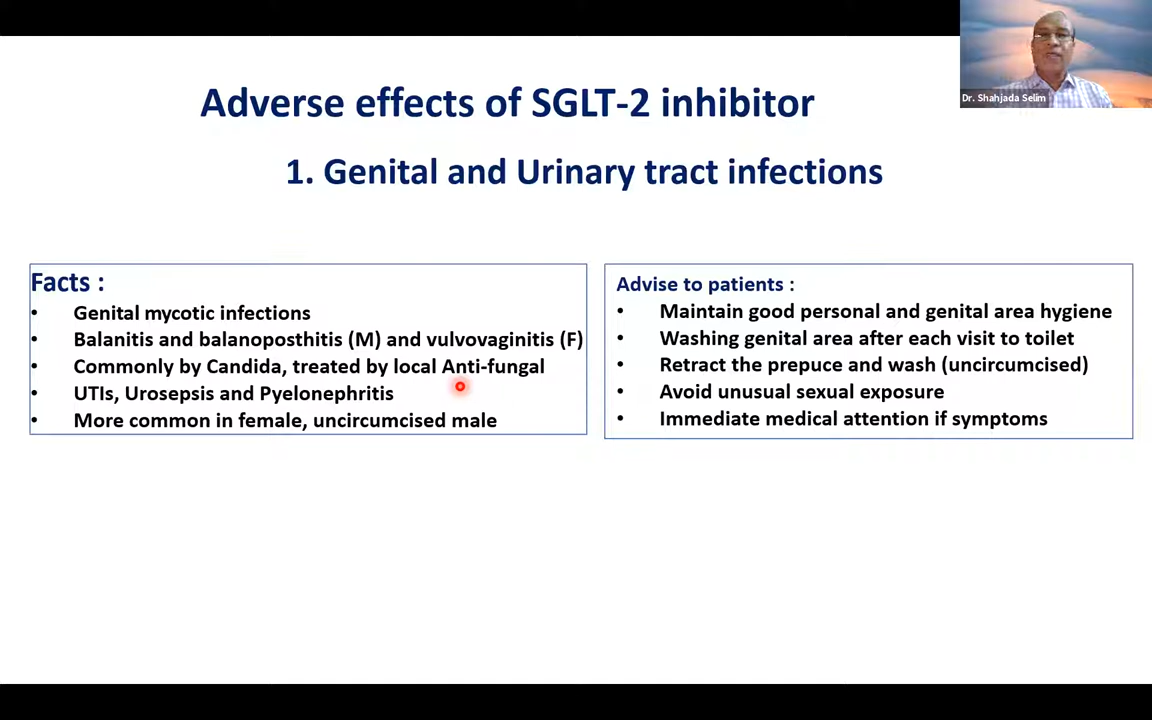 Dr. Shahjada Selim
Adverse effects of SGLT-2 inhibitor
1. Genital and Urinary tract infections
Facts :
• Genital mycotic infections
• Balanitis and balanoposthitis (M) and vulvovaginitis (F)
• Commonly by Candida, treated by local Anti-fungal
• UTIs, Urosepsis and Pyelonephritis
• More common in female, uncircumcised male
Advise to patients :
• Maintain good personal and genital area hygiene
• Washing genital area after each visit to toilet
• Retract the prepuce and wash (uncircumcised)
• Avoid unusual sexual exposure
• Immediate medical attention if symptoms